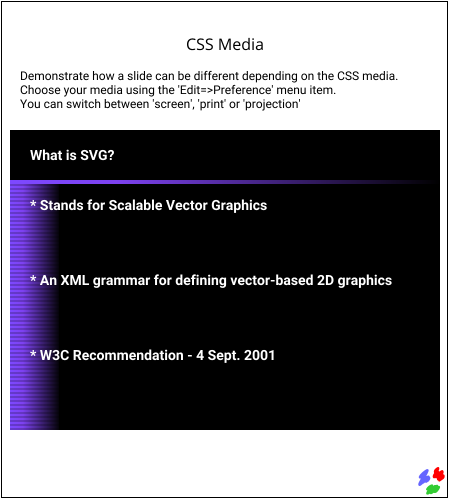 CSS Media
Demonstrate how a slide can be different depending on the CSS media.
Choose your media using the 'Edit=>Preference' menu item.
You can switch between 'screen', 'print' or 'projection'
What is SVG?
* Stands for Scalable Vector Graphics
* An XML grammar for defining vector-based 2D graphics
* W3C Recommendation - 4 Sept. 2001